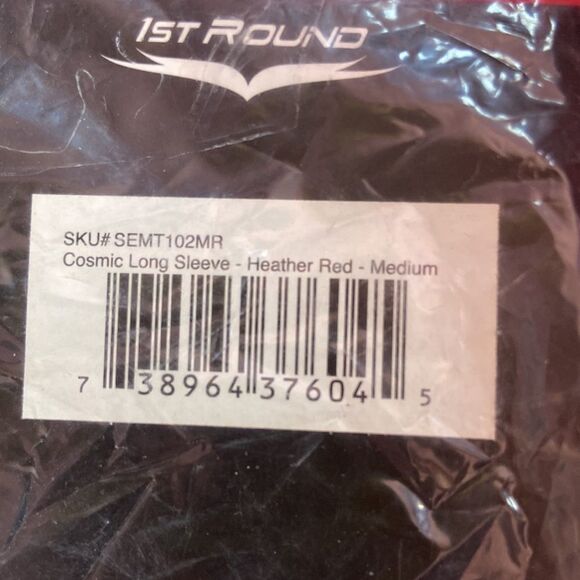 1ST ROUND
SKU# SEMT102MR
Cosmic Long Sleeve - Heather Red - Medium
7 38964 37604 5